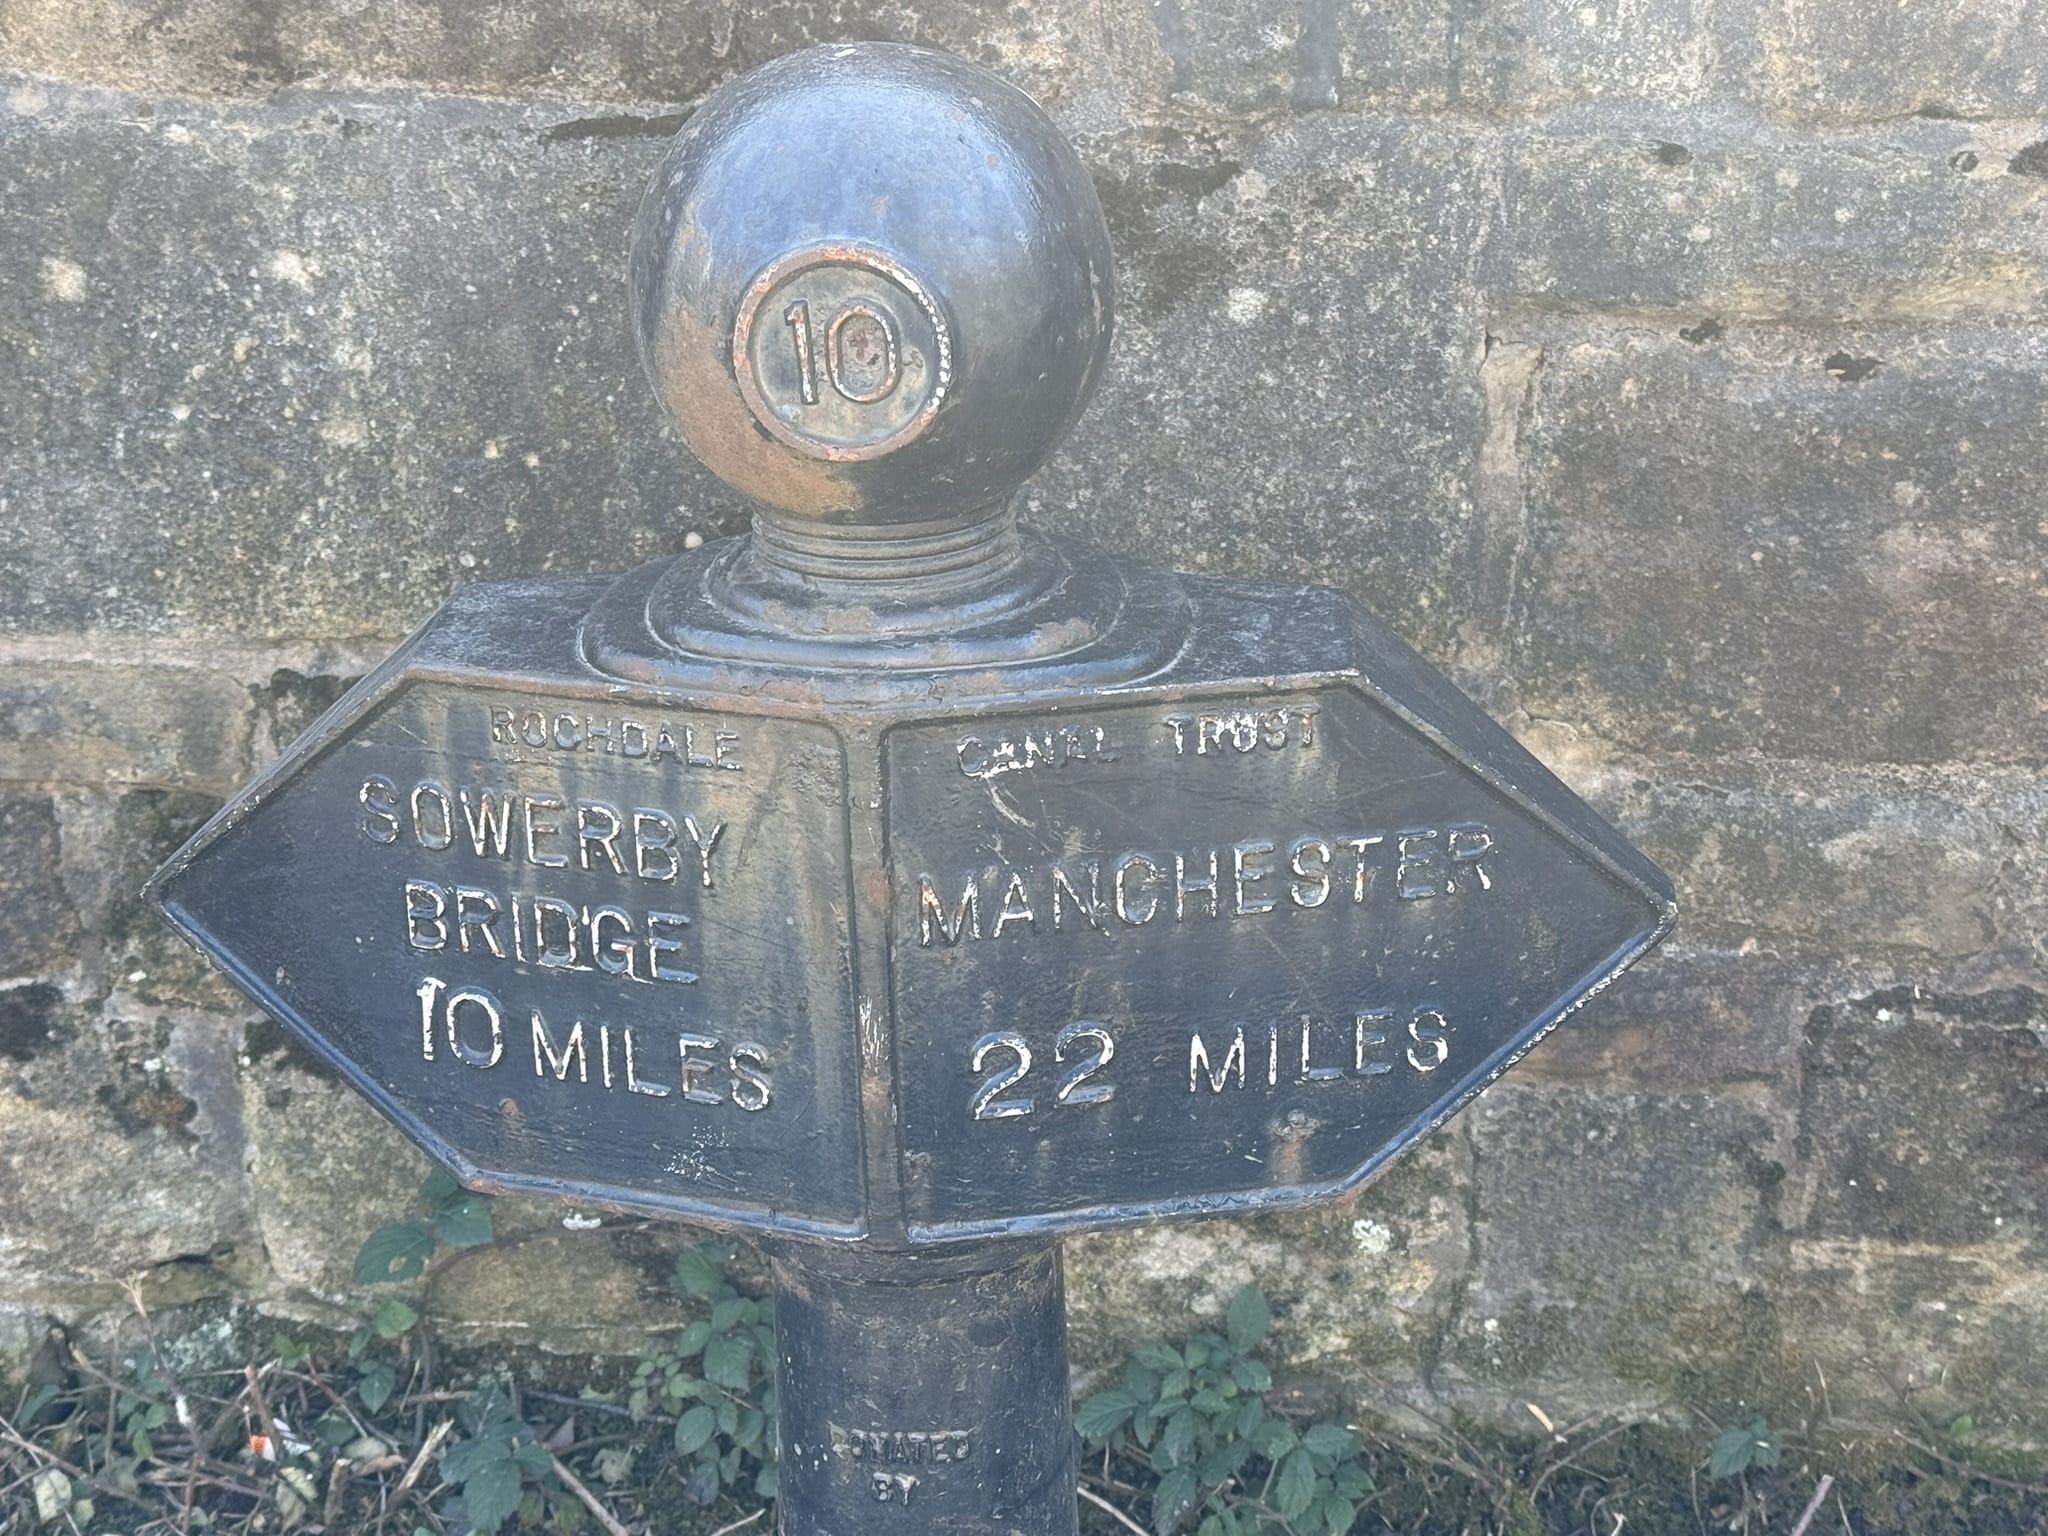 10
ROCHDALE CANAL TRUST
SOWERBY
BRIDGE
10 MILES
MANCHESTER
22 MILES
DONATED
BY